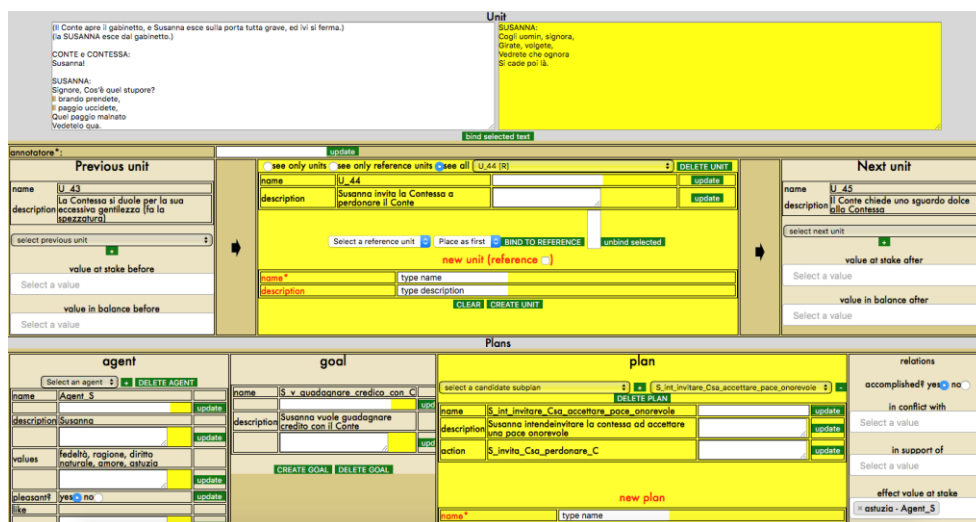 Unit
(Il Conte apre il gabinetto, e Susanna esce sulla porta tutta grave, ed ivi si ferma.)
(la SUSANNA esce dal gabinetto.)
CONTE e CONTESSA:
Susanna!
SUSANNA:
Signore, Cos'è quel stupore?
Il brando prendete,
Il paggio uccidete,
Quel paggio malnato
Vedetelo qua.
SUSANNA:
Cogli uomin, signora,
Girate, volgete,
Vedrete che ognora
Si cade poi là.
bind selected text
annotatore*:
update
Previous unit
name
U_43
description
La Contessa si duole per la sua
eccessiva gentilezza [fa la
spezzatura]
select previous unit
+
value at stake before
Select a value
value in balance before
Select a value
see only units see only reference units see all U_44 [R] DELETE UNIT
name
U_44
update
description
Susanna invita la Contessa a
perdonare il Conte
update
Select a reference unit Place as first BIND TO REFERENCE unbind selected
new unit (reference )
name*
type name
description
type description
CLEAR CREATE UNIT
Next unit
name
U_45
description
Il Conte chiede uno sguardo dolce
alla Contessa
select next unit
+
value at stake after
Select a value
value in balance after
Select a value
Plans
agent
Select an agent + DELETE AGENT
name
Agent_S
update
description
Susanna
update
values
fedeltà, ragione, diritto
naturale, amore, astuzia
update
pleasant? yes no update
like
goal
name
S_v_guadagnare_credico_con_C
upd
description
Susanna vuole guadagnare
credito con il Conte
upd
CREATE GOAL DELETE GOAL
plan
select a candidate subplan + S_int_invitare_Csa_accettare_pace_onorevole -
DELETE PLAN
name
S_int_invitare_Csa_accettare_pace_onorevole
update
description
Susanna intendeinvitare la contessa ad accettare
una pace onorevole
update
action
S_invita_Csa_perdonare_C
update
new plan
name*
type name
relations
accomplished? yes no
in conflict with
Select a value
in support of
Select a value
effect value at stake
× astuzia - Agent_S